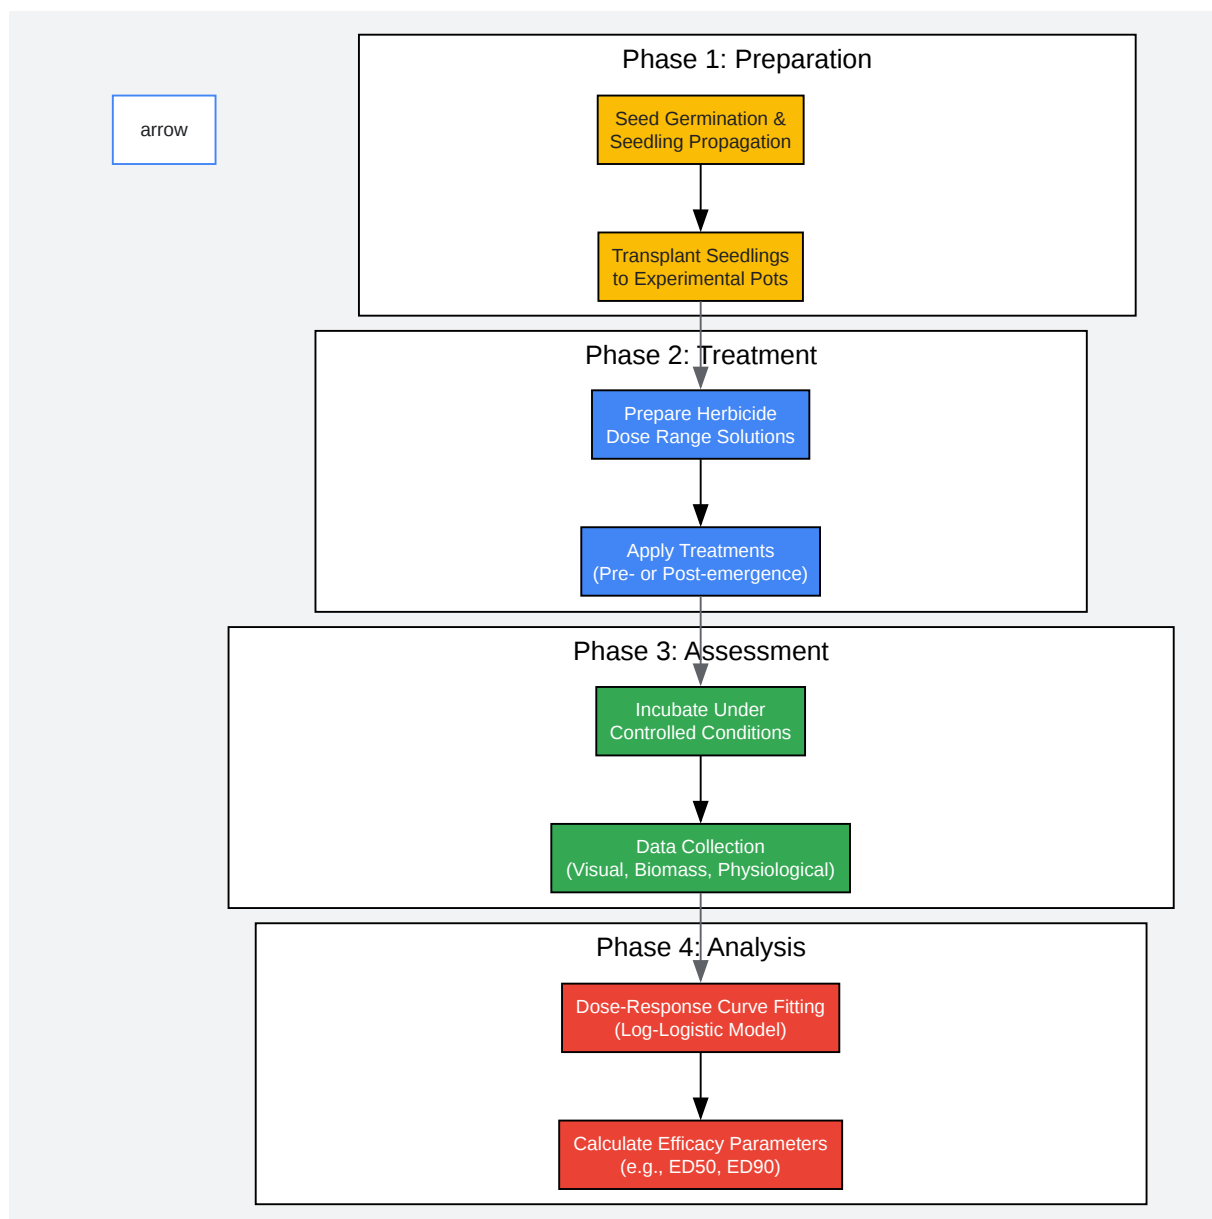 Phase 1: Preparation
arrow
Seed Germination &
Seedling Propagation
Transplant Seedlings
to Experimental Pots
Phase 2: Treatment
Prepare Herbicide
Dose Range Solutions
Apply Treatments
(Pre- or Post-emergence)
Phase 3: Assessment
Incubate Under
Controlled Conditions
Data Collection
(Visual, Biomass, Physiological)
Phase 4: Analysis
Dose-Response Curve Fitting
(Log-Logistic Model)
Calculate Efficacy Parameters
(e.g., ED50, ED90)